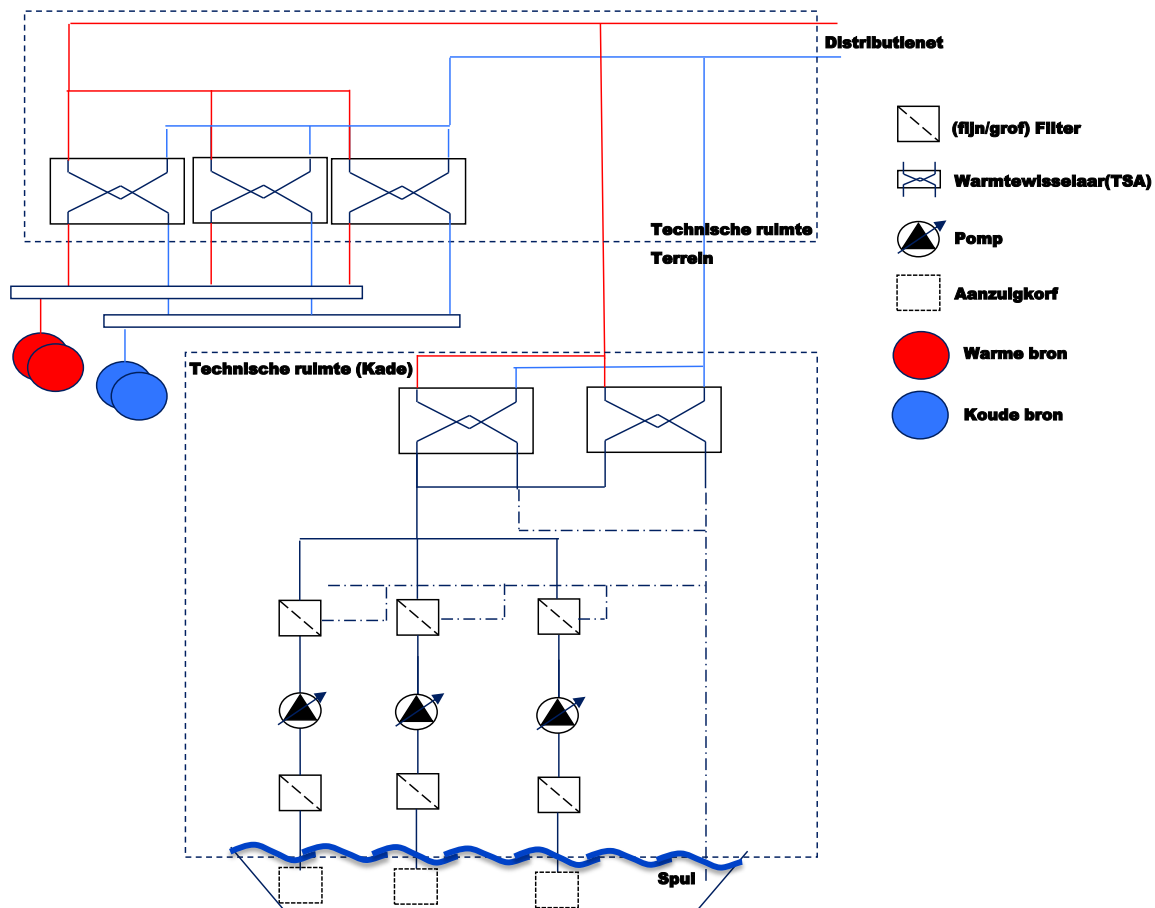 Distributienet
(fijn/grof) Filter
Warmtewisselaar(TSA)
Technische ruimte
Terrein
Pomp
Aanzuigkorf
Technische ruimte (Kade)
Warme bron
Koude bron
Spui